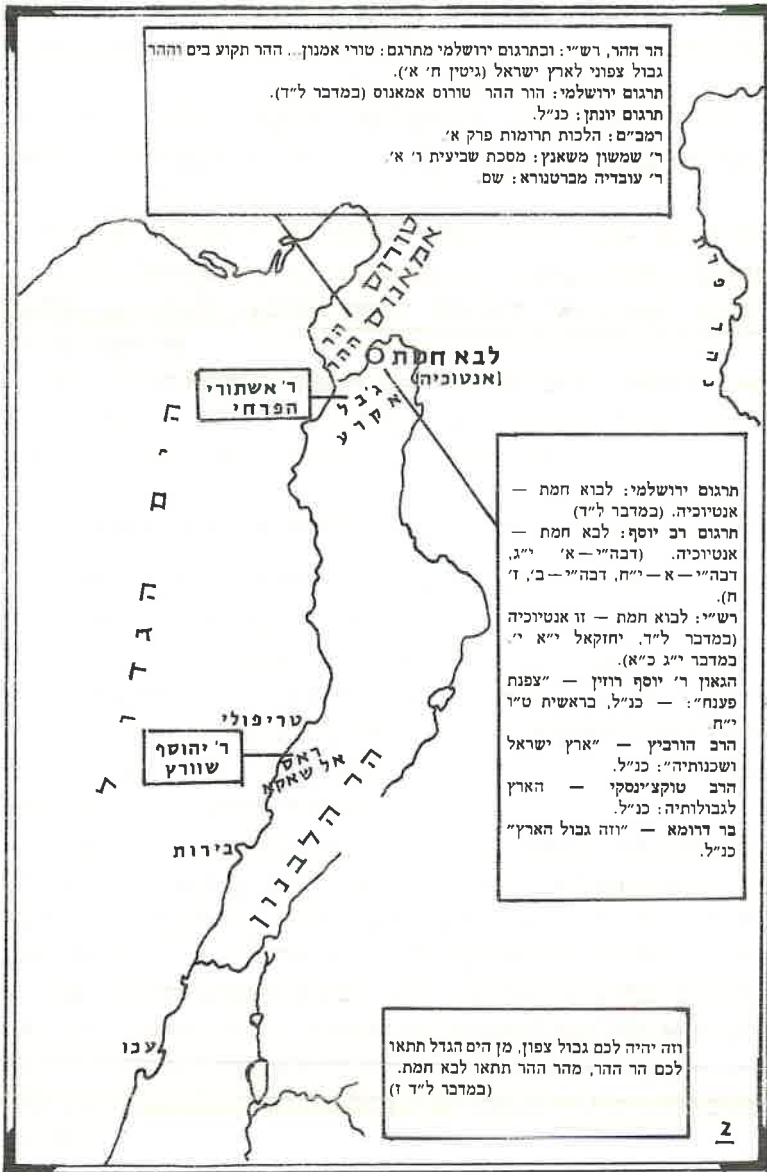 הר ההר, רש״י: ובתרגום ירושלמי מתרגם: טורי אמנון... ההר תקוע בים וההר
גבול צפוני לארץ ישראל (גיטין ח׳ א׳).
תרגום ירושלמי: הור ההר טורוס אמאנוס (במדבר ל״ד).
תרגום יונתן: כנ״ל.
רמב״ם: הלכות תרומות פרק א׳.
ר׳ שמשון משאנץ: מסכת שביעית ו׳ א׳.
ר׳ עובדיה מברטנורא: שם.
טורוס
אמאנוס
הר
ההר
נהר פרת
לבא חמת
(אנטוכיה)
ג׳בל
אקרע
ר׳ אשתורי
הפרחי
הים הגדול
תרגום ירושלמי: לבוא חמת —
אנטיוכיה. (במדבר ל״ד)
תרגום רב יוסף: לבא חמת —
אנטיוכיה. (דבה״י—א׳ י״ג,
דבה״י—א—י״ח, דבה״י—ב׳, ז׳
ח).
רש״י: לבוא חמת — זו אנטיוכיה
(במדבר ל״ד, יחזקאל י״א י׳.
במדבר י״ג כ״א).
הגאון ר׳ יוסף רוזין — ״צפנת
פענח״: — כנ״ל, בראשית ט״ו
י״ח.
הרב הורביץ — ״ארץ ישראל
ושכנותיה״: כנ״ל.
הרב טוקצ׳ינסקי — הארץ
לגבולותיה: כנ״ל.
בר דרומא — ״וזה גבול הארץ״
כנ״ל.
טריפולי
ר׳ יהוסף
שוורץ
ראס
אל שאקא
הר הלבנון
בירות
עכו
וזה יהיה לכם גבול צפון, מן הים הגדל תתאו
לכם הר ההר, מהר ההר תתאו לבא חמת.
(במדבר ל״ד ז)
2